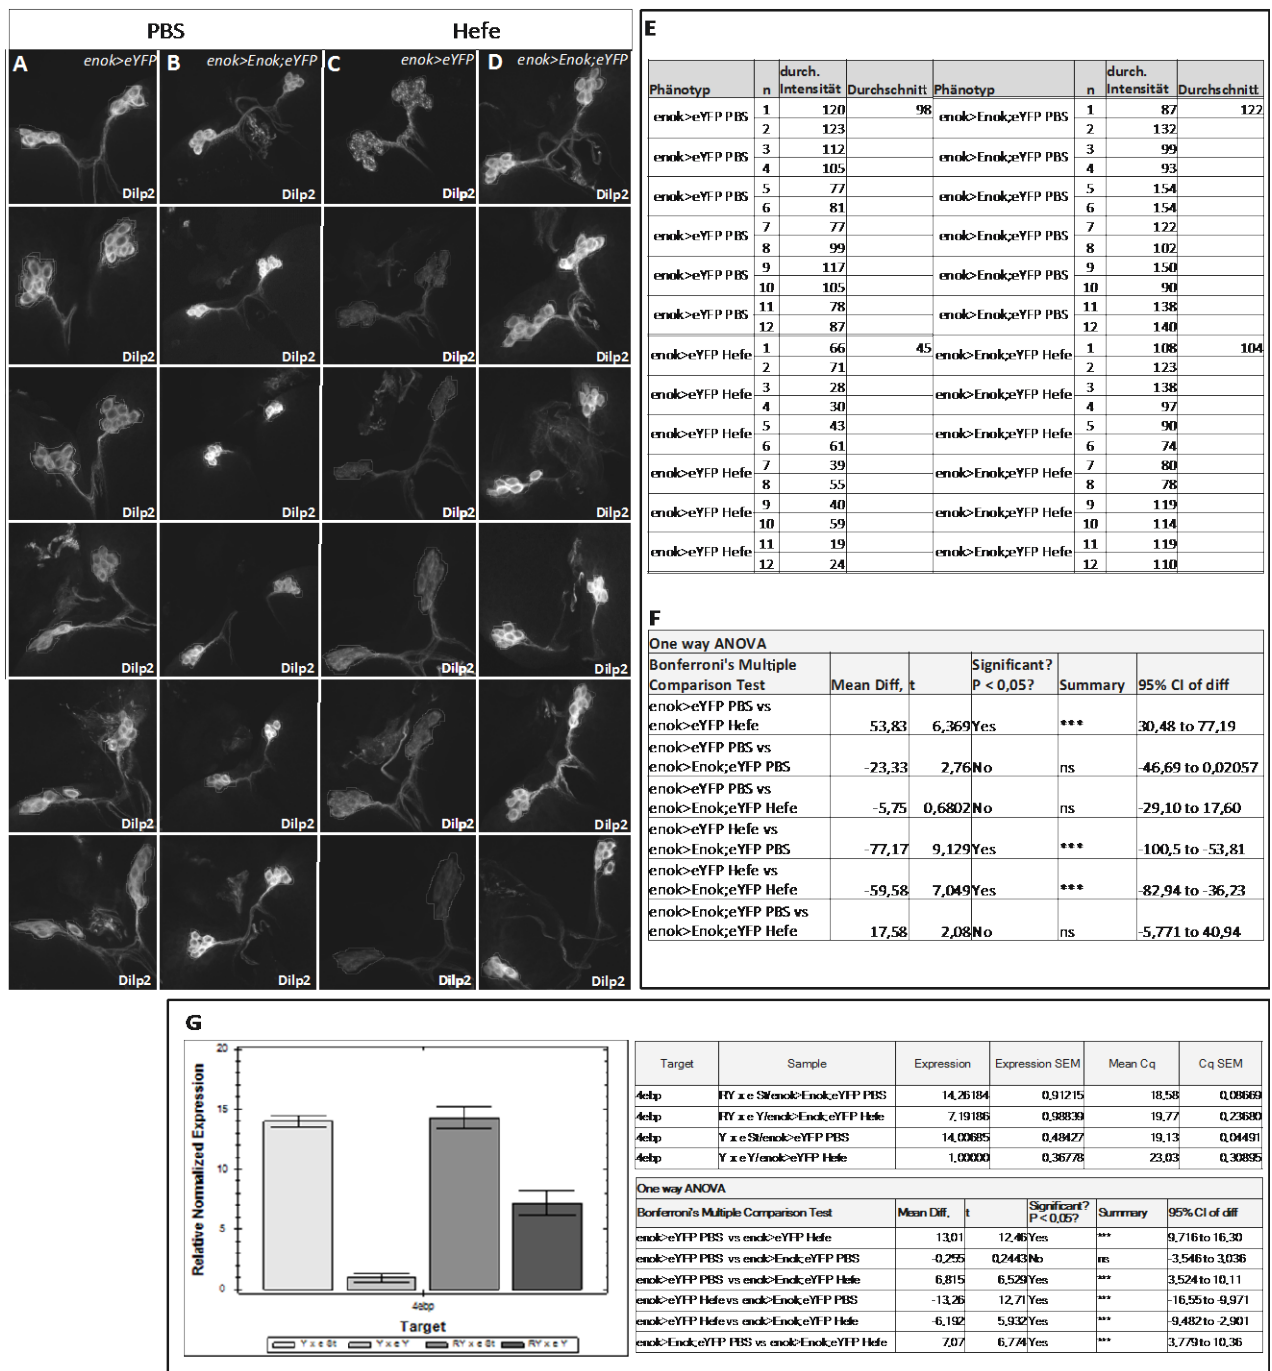 PBS Hefe
A enok>eYFP B enok>Enok;eYFP C enok>eYFP D enok>Enok;eYFP
Dilp2 Dilp2 Dilp2 Dilp2
Dilp2 Dilp2 Dilp2 Dilp2
Dilp2 Dilp2 Dilp2 Dilp2
Dilp2 Dilp2 Dilp2 Dilp2
Dilp2 Dilp2 Dilp2 Dilp2
Dilp2 Dilp2 Dilp2 Dilp2
E
Phänotyp n durch. Intensität Durchschnitt Phänotyp n durch. Intensität Durchschnitt
enok>eYFP PBS 1 120 98 enok>Enok;eYFP PBS 1 87 122
2 123 2 132
enok>eYFP PBS 3 112 enok>Enok;eYFP PBS 3 99
4 105 4 93
enok>eYFP PBS 5 77 enok>Enok;eYFP PBS 5 154
6 81 6 154
enok>eYFP PBS 7 77 enok>Enok;eYFP PBS 7 122
8 99 8 102
enok>eYFP PBS 9 117 enok>Enok;eYFP PBS 9 150
10 105 10 90
enok>eYFP PBS 11 78 enok>Enok;eYFP PBS 11 138
12 87 12 140
enok>eYFP Hefe 1 66 45 enok>Enok;eYFP Hefe 1 108 104
2 71 2 123
enok>eYFP Hefe 3 28 enok>Enok;eYFP Hefe 3 138
4 30 4 97
enok>eYFP Hefe 5 43 enok>Enok;eYFP Hefe 5 90
6 61 6 74
enok>eYFP Hefe 7 39 enok>Enok;eYFP Hefe 7 80
8 55 8 78
enok>eYFP Hefe 9 40 enok>Enok;eYFP Hefe 9 119
10 59 10 114
enok>eYFP Hefe 11 19 enok>Enok;eYFP Hefe 11 119
12 24 12 110
F
One way ANOVA
Bonferroni's Multiple Comparison Test Mean Diff, t Significant? P < 0,05? Summary 95% CI of diff
enok>eYFP PBS vs
enok>eYFP Hefe 53,83 6,369 Yes *** 30,48 to 77,19
enok>eYFP PBS vs
enok>Enok;eYFP PBS -23,33 2,76 No ns -46,69 to 0,02057
enok>eYFP PBS vs
enok>Enok;eYFP Hefe -5,75 0,6802 No ns -29,10 to 17,60
enok>eYFP Hefe vs
enok>Enok;eYFP PBS -77,17 9,129 Yes *** -100,5 to -53,81
enok>eYFP Hefe vs
enok>Enok;eYFP Hefe -59,58 7,049 Yes *** -82,94 to -36,23
enok>Enok;eYFP PBS vs
enok>Enok;eYFP Hefe 17,58 2,08 No ns -5,771 to 40,94
G
Relative Normalized Expression
20
15
10
5
0
4ebp
Target
Y x e St Y x e Y RY x e St RY x e Y
Target Sample Expression Expression SEM Mean Cq Cq SEM
4ebp RY x e St/enok>Enok;eYFP PBS 14,26184 0,91215 18,58 0,08669
4ebp RY x e Y/enok>Enok;eYFP Hefe 7,19186 0,98839 19,77 0,23680
4ebp Y x e St/enok>eYFP PBS 14,00685 0,48427 19,13 0,04491
4ebp Y x e Y/enok>eYFP Hefe 1,00000 0,36778 23,03 0,30895
One way ANOVA
Bonferroni's Multiple Comparison Test Mean Diff, t Significant? P < 0,05? Summary 95% CI of diff
enok>eYFP PBS vs enok>eYFP Hefe 13,01 12,46 Yes *** 9,716 to 16,30
enok>eYFP PBS vs enok>Enok;eYFP PBS -0,255 0,2443 No ns -3,546 to 3,036
enok>eYFP PBS vs enok>Enok;eYFP Hefe 6,815 6,529 Yes *** 3,524 to 10,11
enok>eYFP Hefe vs enok>Enok;eYFP PBS -13,26 12,71 Yes *** -16,55 to -9,971
enok>eYFP Hefe vs enok>Enok;eYFP Hefe -6,192 5,932 Yes *** -9,482 to -2,901
enok>Enok;eYFP PBS vs enok>Enok;eYFP Hefe 7,07 6,774 Yes *** 3,779 to 10,36